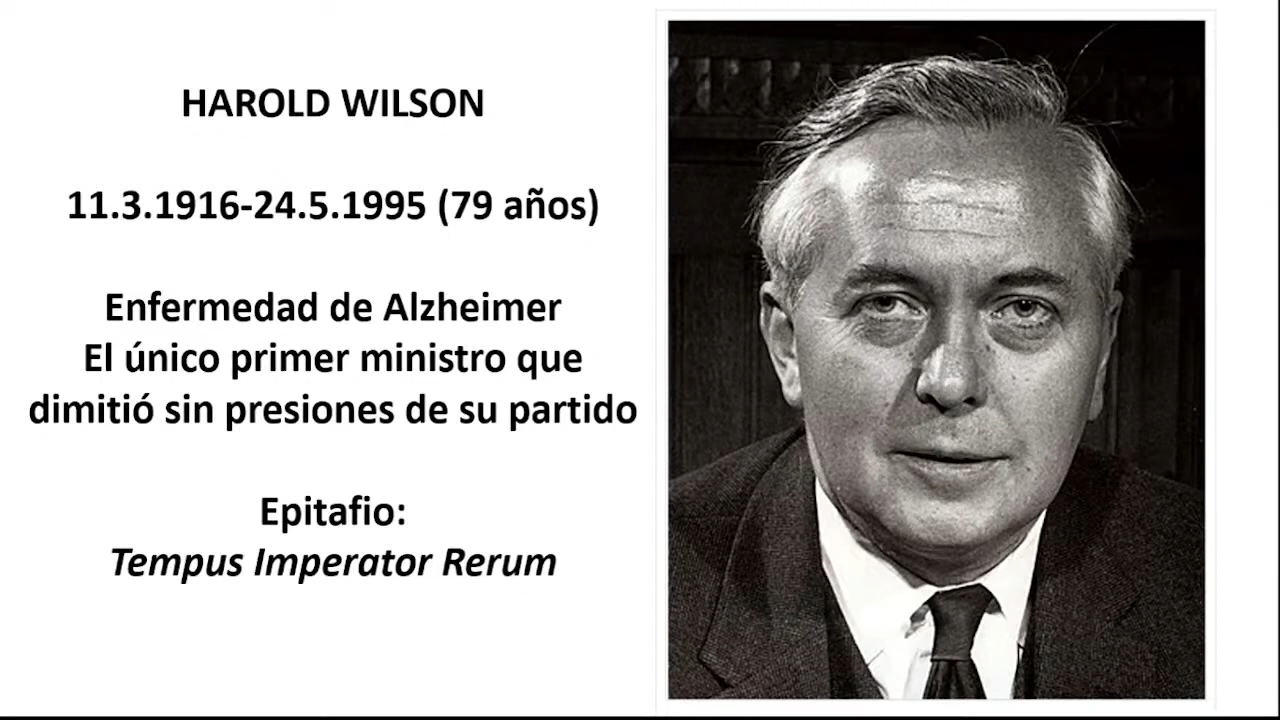 HAROLD WILSON
11.3.1916-24.5.1995 (79 años)
Enfermedad de Alzheimer
El único primer ministro que
dimitió sin presiones de su partido
Epitafio:
Tempus Imperator Rerum